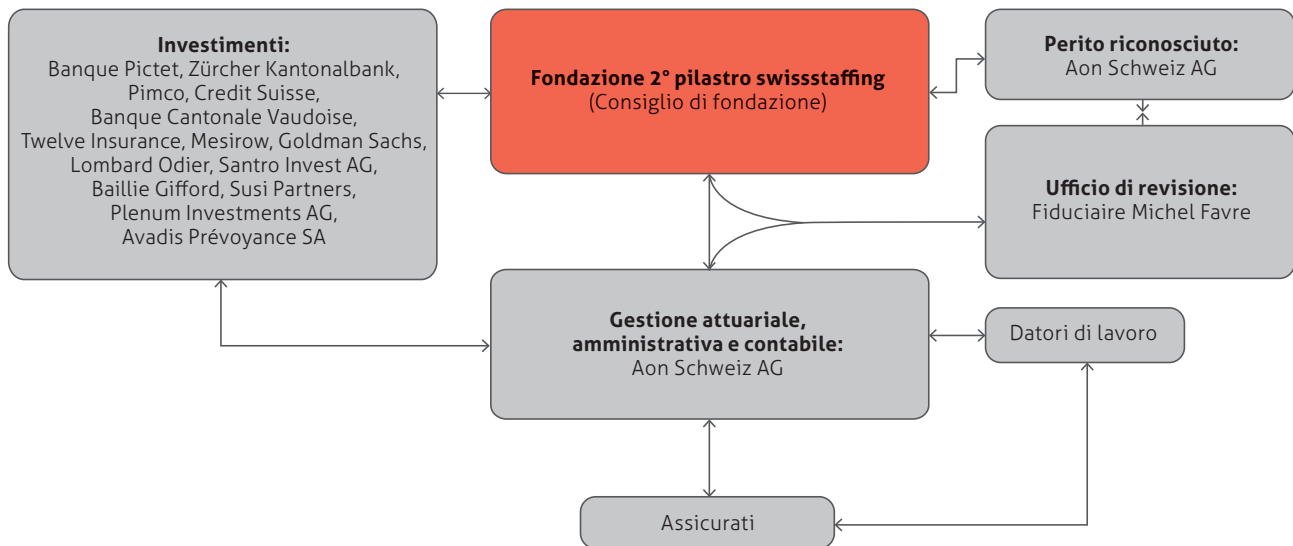 Investimenti:
Banque Pictet, Zürcher Kantonalbank,
Pimco, Credit Suisse,
Banque Cantonale Vaudoise,
Twelve Insurance, Mesirow, Goldman Sachs,
Lombard Odier, Santro Invest AG,
Baillie Gifford, Susi Partners,
Plenum Investments AG,
Avadis Prévoyance SA
Fondazione 2° pilastro swissstaffing
(Consiglio di fondazione)
Perito riconosciuto:
Aon Schweiz AG
Ufficio di revisione:
Fiduciaire Michel Favre
Gestione attuariale,
amministrativa e contabile:
Aon Schweiz AG
Datori di lavoro
Assicurati